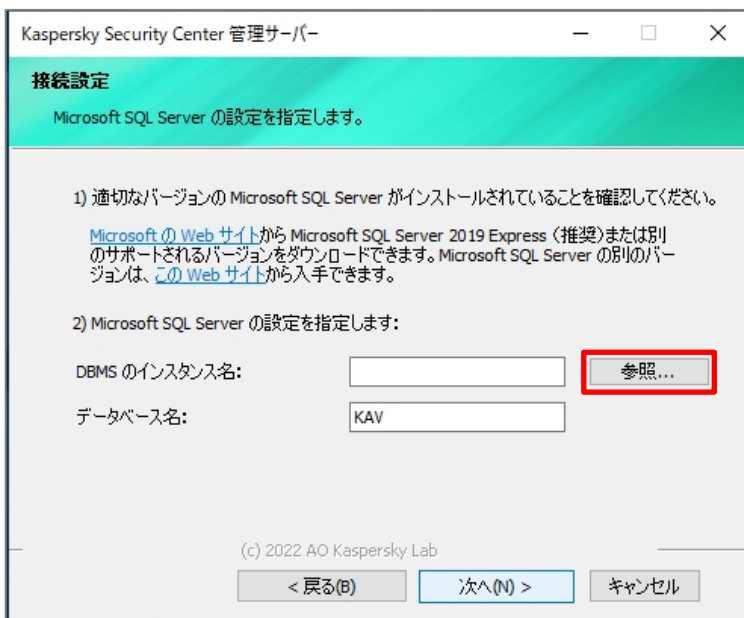 Kaspersky Security Center 管理サーバー
接続設定
Microsoft SQL Server の設定を指定します。
1) 適切なバージョンの Microsoft SQL Server がインストールされていることを確認してください。
Microsoft の Web サイトから Microsoft SQL Server 2019 Express （推奨）または別
のサポートされるバージョンをダウンロードできます。Microsoft SQL Server の別のバー
ジョンは、この Web サイトから入手できます。
2) Microsoft SQL Server の設定を指定します:
DBMS のインスタンス名: 参照...
データベース名: KAV
(c) 2022 AO Kaspersky Lab
< 戻る(B) 次へ(N) > キャンセル